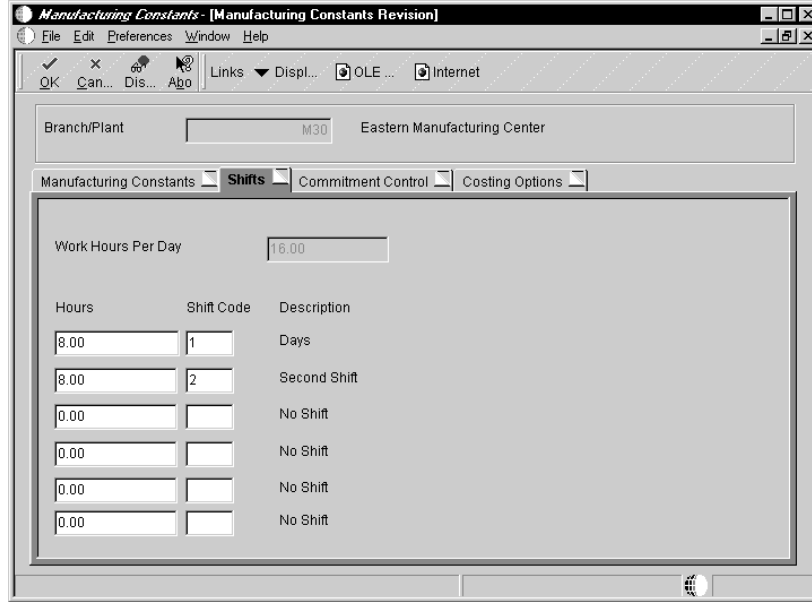 Manufacturing Constants - [Manufacturing Constants Revision]
File Edit Preferences Window Help
OK Can... Dis... Abo Links Displ... OLE ... Internet
Branch/Plant M30 Eastern Manufacturing Center
Manufacturing Constants Shifts Commitment Control Costing Options
Work Hours Per Day 16.00
Hours Shift Code Description
8.00 1 Days
8.00 2 Second Shift
0.00 No Shift
0.00 No Shift
0.00 No Shift
0.00 No Shift